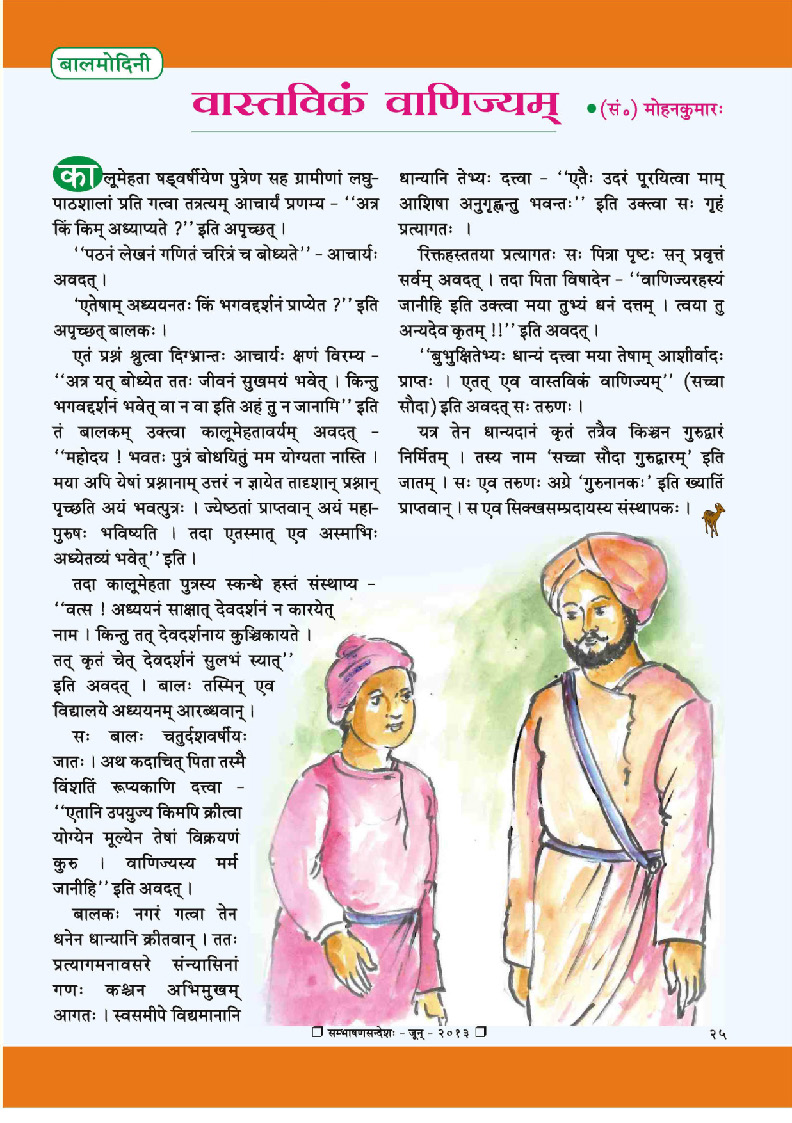 बालमोदिनी
वास्तविकं वाणिज्यम्
•(सं॰) मोहनकुमारः
कालूमेहता षड्वर्षीयेण पुत्रेण सह ग्रामीणां लघु-
पाठशालां प्रति गत्वा तत्रत्यम् आचार्यं प्रणम्य - ‘‘अत्र
किं किम् अध्याप्यते ?’’ इति अपृच्छत् ।
‘‘पठनं लेखनं गणितं चरित्रं च बोध्यते’’ - आचार्यः
अवदत् ।
‘एतेषाम् अध्ययनतः किं भगवद्दर्शनं प्राप्येत ?’’ इति
अपृच्छत् बालकः ।
एतं प्रश्नं श्रुत्वा दिग्भ्रान्तः आचार्यः क्षणं विरम्य -
‘‘अत्र यत् बोध्येत ततः जीवनं सुखमयं भवेत् । किन्तु
भगवद्दर्शनं भवेत् वा न वा इति अहं तु न जानामि’’ इति
तं बालकम् उक्त्वा कालूमेहतावर्यम् अवदत् -
‘‘महोदय ! भवतः पुत्रं बोधयितुं मम योग्यता नास्ति ।
मया अपि येषां प्रश्नानाम् उत्तरं न ज्ञायेत तादृशान् प्रश्नान्
पृच्छति अयं भवत्पुत्रः । ज्येष्ठतां प्राप्तवान् अयं महा-
पुरुषः भविष्यति । तदा एतस्मात् एव अस्माभिः
अध्येतव्यं भवेत्’’ इति ।
तदा कालूमेहता पुत्रस्य स्कन्धे हस्तं संस्थाप्य -
‘‘वत्स ! अध्ययनं साक्षात् देवदर्शनं न कारयेत्
नाम । किन्तु तत् देवदर्शनाय कुञ्चिकायते ।
तत् कृतं चेत् देवदर्शनं सुलभं स्यात्’’
इति अवदत् । बालः तस्मिन् एव
विद्यालये अध्ययनम् आरब्धवान् ।
सः बालः चतुर्दशवर्षीयः
जातः । अथ कदाचित् पिता तस्मै
विंशतिं रूप्यकाणि दत्त्वा -
‘‘एतानि उपयुज्य किमपि क्रीत्वा
योग्येन मूल्येन तेषां विक्रयणं
कुरु । वाणिज्यस्य मर्म
जानीहि’’ इति अवदत् ।
बालकः नगरं गत्वा तेन
धनेन धान्यानि क्रीतवान् । ततः
प्रत्यागमनावसरे संन्यासिनां
गणः कश्चन अभिमुखम्
आगतः । स्वसमीपे विद्यमानानि
धान्यानि तेभ्यः दत्त्वा - ‘‘एतैः उदरं पूरयित्वा माम्
आशिषा अनुगृह्णन्तु भवन्तः’’ इति उक्त्वा सः गृहं
प्रत्यागतः ।
रिक्तहस्ततया प्रत्यागतः सः पित्रा पृष्टः सन् प्रवृत्तं
सर्वम् अवदत् । तदा पिता विषादेन - ‘‘वाणिज्यरहस्यं
जानीहि इति उक्त्वा मया तुभ्यं धनं दत्तम् । त्वया तु
अन्यदेव कृतम् !!’’ इति अवदत् ।
‘‘बुभुक्षितेभ्यः धान्यं दत्त्वा मया तेषाम् आशीर्वादः
प्राप्तः । एतत् एव वास्तविकं वाणिज्यम्’’ (सच्चा
सौदा) इति अवदत् सः तरुणः ।
यत्र तेन धान्यदानं कृतं तत्रैव किञ्चन गुरुद्वारं
निर्मितम् । तस्य नाम ‘सच्चा सौदा गुरुद्वारम्’ इति
जातम् । सः एव तरुणः अग्रे ‘गुरुनानकः’ इति ख्यातिं
प्राप्तवान् । स एव सिक्खसम्प्रदायस्य संस्थापकः ।
❐ सम्भाषणसन्देशः - जून् - २०१३ ❐
२५